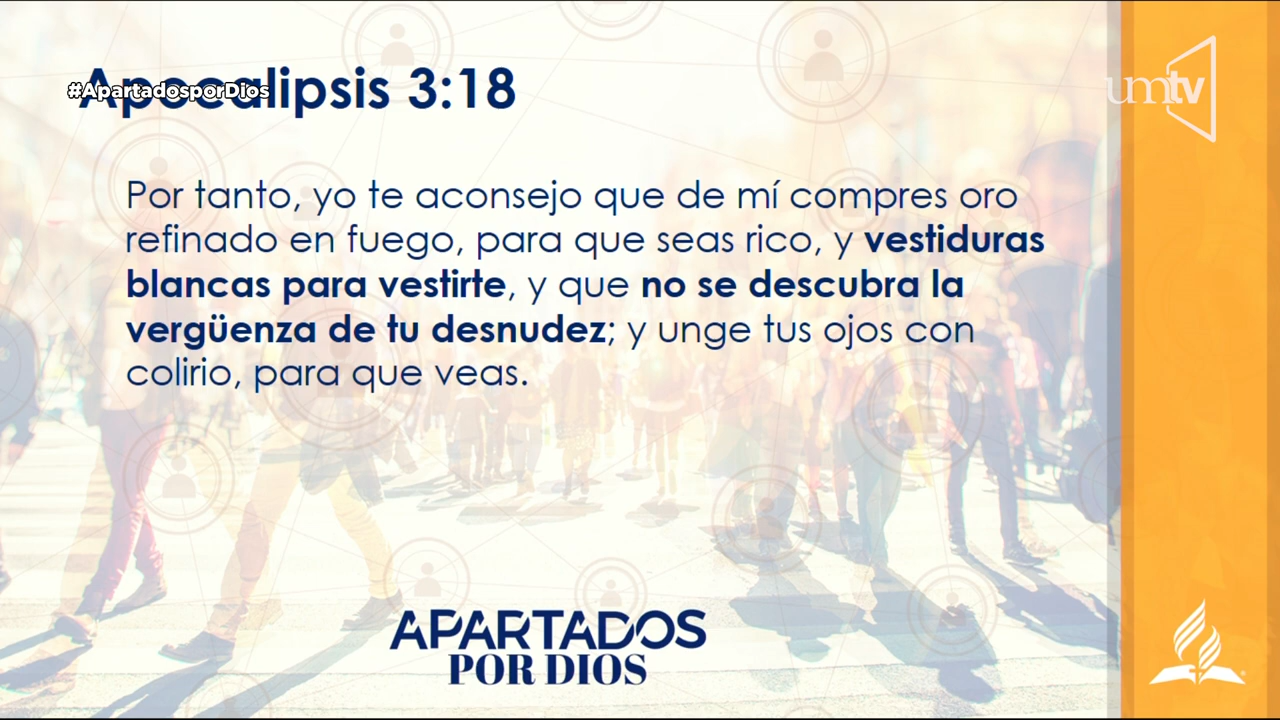 Apocalipsis 3:18
#ApartadosporDios
umtv
Por tanto, yo te aconsejo que de mí compres oro
refinado en fuego, para que seas rico, y vestiduras
blancas para vestirte, y que no se descubra la
vergüenza de tu desnudez; y unge tus ojos con
colirio, para que veas.
APARTADOS
POR DIOS